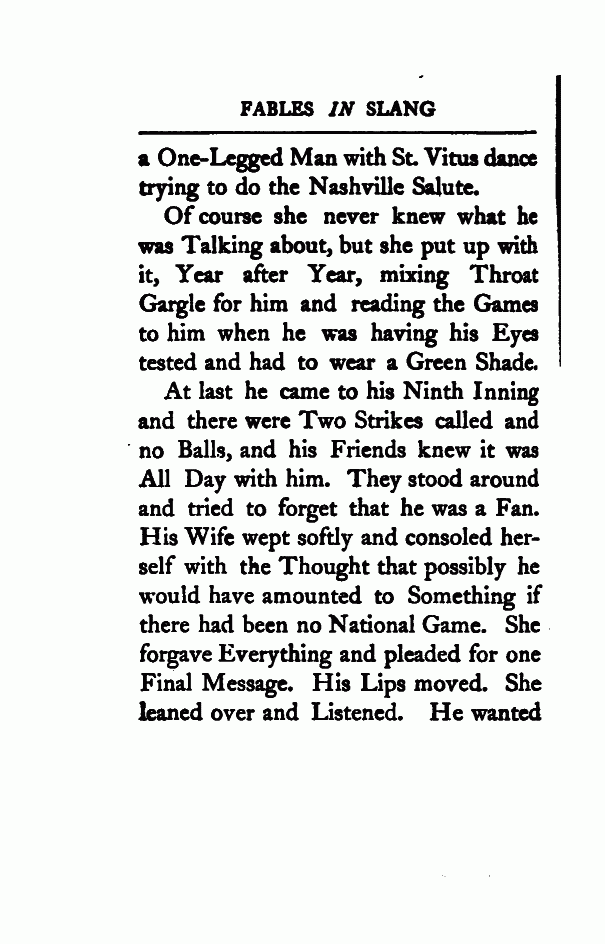 FABLES IN SLANG
a One-Legged Man with St. Vitus dance
trying to do the Nashville Salute.
Of course she never knew what he
was Talking about, but she put up with
it, Year after Year, mixing Throat
Gargle for him and reading the Games
to him when he was having his Eyes
tested and had to wear a Green Shade.
At last he came to his Ninth Inning
and there were Two Strikes called and
no Balls, and his Friends knew it was
All Day with him. They stood around
and tried to forget that he was a Fan.
His Wife wept softly and consoled her-
self with the Thought that possibly he
would have amounted to Something if
there had been no National Game. She
forgave Everything and pleaded for one
Final Message. His Lips moved. She
leaned over and Listened. He wanted